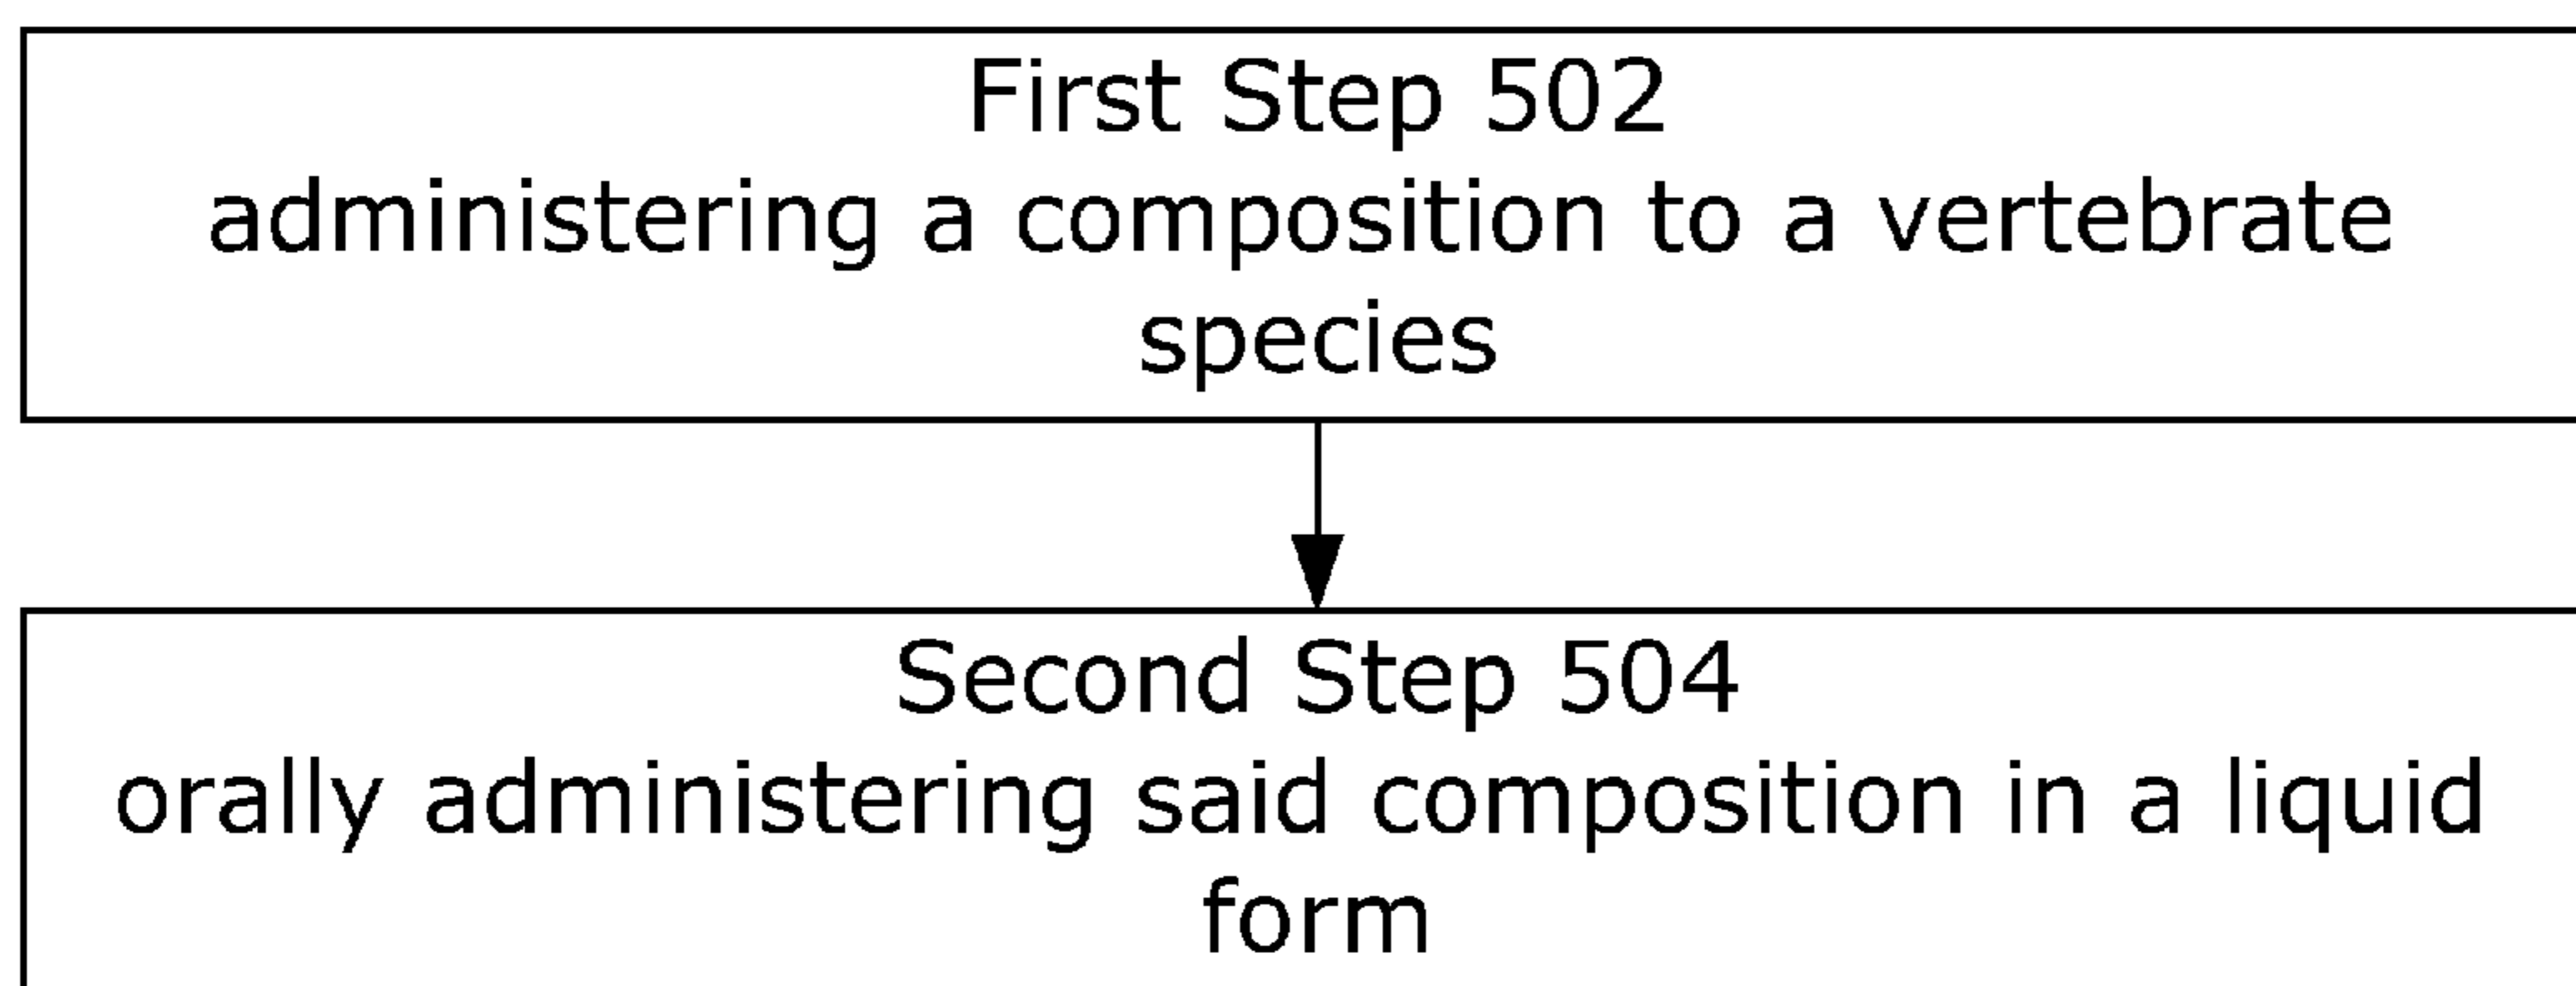 First Step 502
administering a composition to a vertebrate
species
Second Step 504
orally administering said composition in a liquid
form